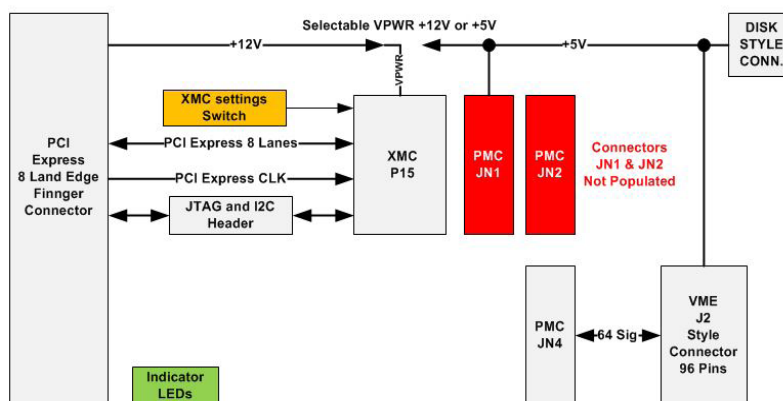 Selectable VPWR +12V or +5V
+12V
+5V
DISK
STYLE
CONN.
VPWR
XMC settings
Switch
PCI
Express
8 Land Edge
Finnger
Connector
PCI Express 8 Lanes
PCI Express CLK
JTAG and I2C
Header
XMC
P15
PMC
JN1
PMC
JN2
Connectors
JN1 & JN2
Not Populated
PMC
JN4
64 Sig
VME
J2
Style
Connector
96 Pins
Indicator
LEDs